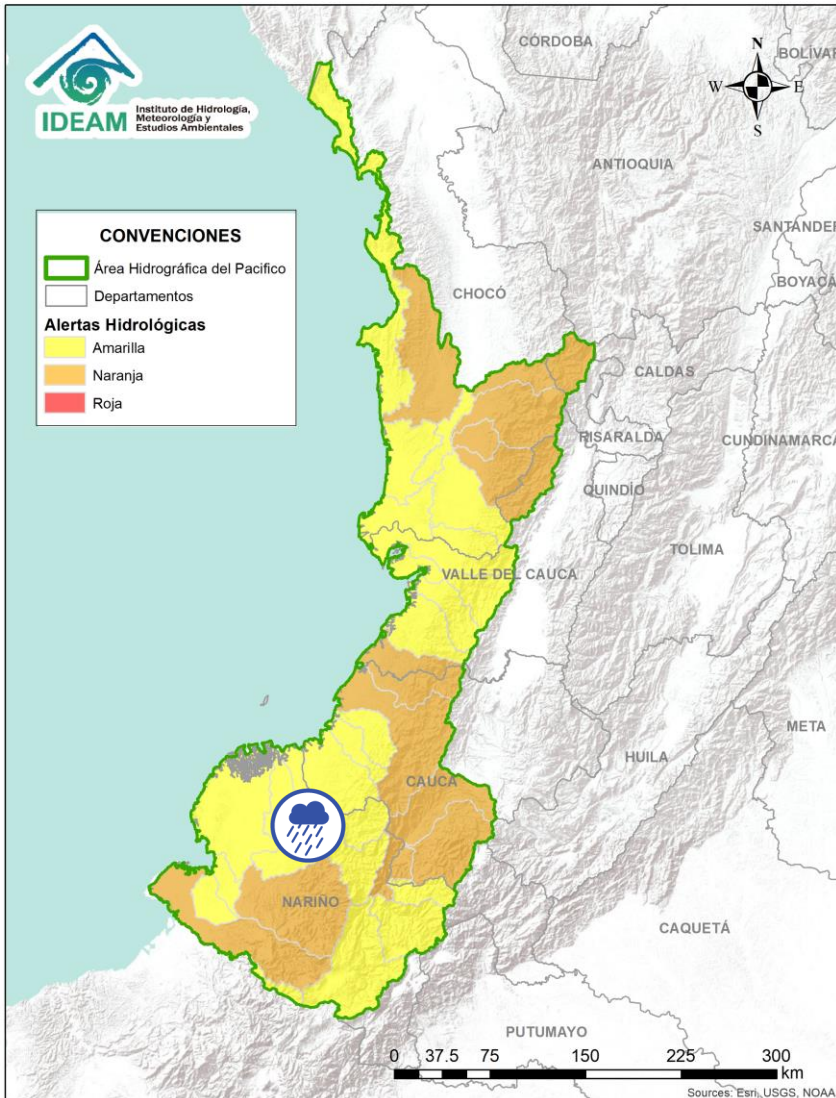 IDEAM
Instituto de Hidrología,
Meteorología y
Estudios Ambientales
CÓRDOBA
BOLÍVAR
N
W
E
S
ANTIOQUIA
SANTANDER
BOYACÁ
CONVENCIONES
Área Hidrográfica del Pacifico
Departamentos
Alertas Hidrológicas
Amarilla
Naranja
Roja
CHOCÓ
CALDAS
RISARALDA
CUNDINAMARCA
QUINDÍO
TOLIMA
VALLE DEL CAUCA
META
HUILA
CAUCA
NARIÑO
CAQUETÁ
PUTUMAYO
0 37.5 75 150 225 300
km
Sources: Esri, USGS, NOAA